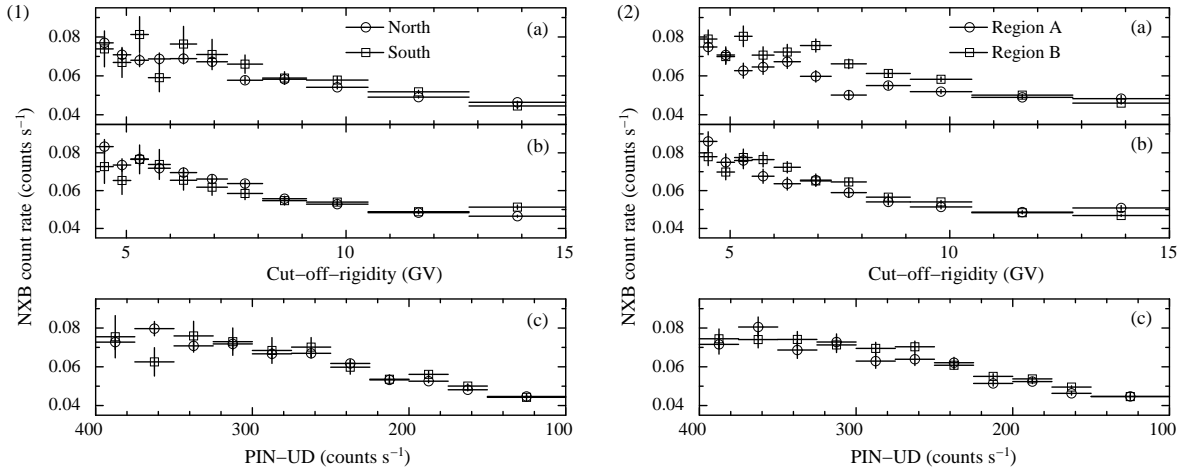 (1)
North
South
(a)
0.08
0.06
0.04
(b)
0.08
0.06
0.04
5
10
15
Cut−off−rigidity (GV)
NXB count rate (counts s⁻¹)
(c)
0.08
0.06
0.04
400
300
200
100
PIN−UD (counts s⁻¹)
(2)
Region A
Region B
(a)
0.08
0.06
0.04
(b)
0.08
0.06
0.04
5
10
15
Cut−off−rigidity (GV)
NXB count rate (counts s⁻¹)
(c)
0.08
0.06
0.04
400
300
200
100
PIN−UD (counts s⁻¹)